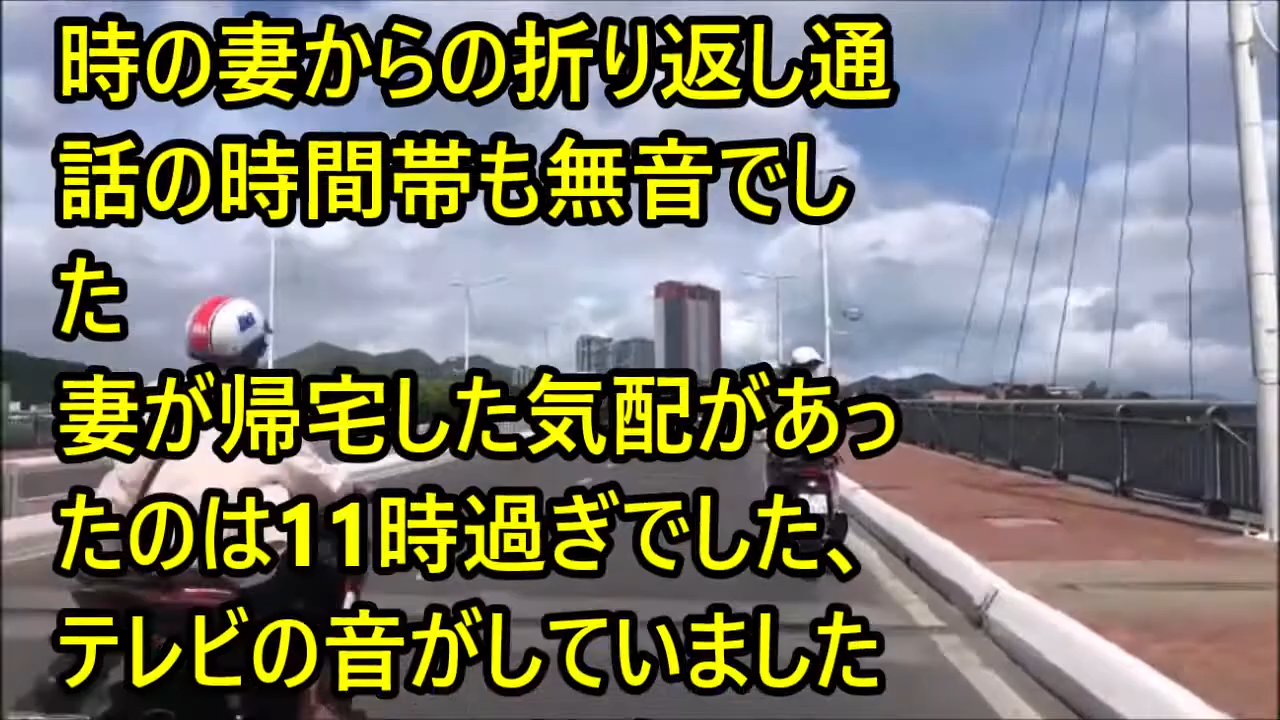 時の妻からの折り返し通
話の時間帯も無音でし
た
妻が帰宅した気配があっ
たのは11時過ぎでした、
テレビの音がしていました